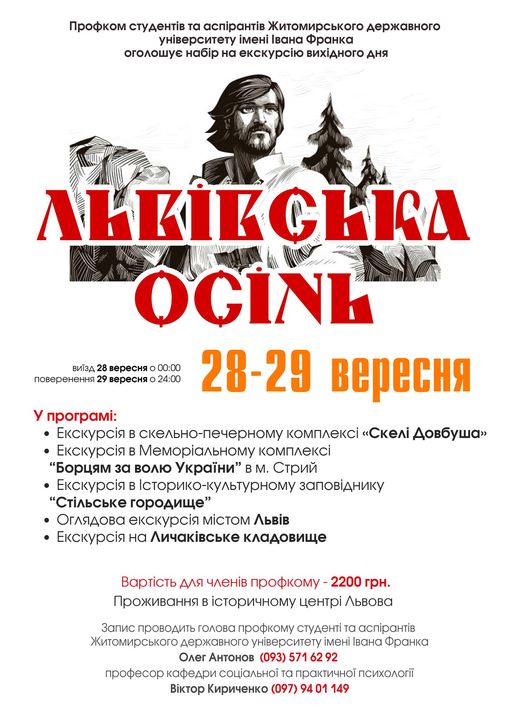 Профком студентів та аспірантів Житомирського державного
університету імені Івана Франка
оголошує набір на екскурсію вихідного дня
ЛЬВІВСЬКА
ОСІНЬ
виїзд 28 вересня о 00:00
поверенення 29 вересня о 24:00
28-29 вересня
У програмі:
• Екскурсія в скельно-печерному комплексі «Скелі Довбуша»
• Екскурсія в Меморіальному комплексі
“Борцям за волю України” в м. Стрий
• Екскурсія в Історико-культурному заповіднику
“Стільське городище”
• Оглядова екскурсія містом Львів
• Екскурсія на Личаківське кладовище
Вартість для членів профкому - 2200 грн.
Проживання в історичному центрі Львова
Запис проводить голова профкому студенті та аспірантів
Житомирського державного університету імені Івана Франка
Олег Антонов (093) 571 62 92
професор кафедри соціальної та практичної психології
Віктор Кириченко (097) 94 01 149